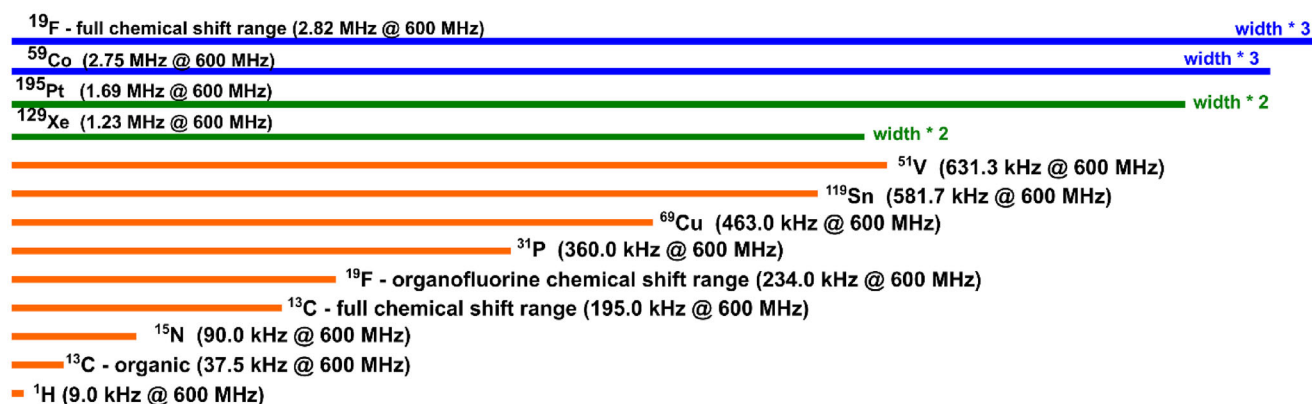 ¹⁹F - full chemical shift range (2.82 MHz @ 600 MHz) width * 3
⁵⁹Co (2.75 MHz @ 600 MHz) width * 3
¹⁹⁵Pt (1.69 MHz @ 600 MHz) width * 2
¹²⁹Xe (1.23 MHz @ 600 MHz) width * 2
⁵¹V (631.3 kHz @ 600 MHz)
¹¹⁹Sn (581.7 kHz @ 600 MHz)
⁶⁹Cu (463.0 kHz @ 600 MHz)
³¹P (360.0 kHz @ 600 MHz)
¹⁹F - organofluorine chemical shift range (234.0 kHz @ 600 MHz)
¹³C - full chemical shift range (195.0 kHz @ 600 MHz)
¹⁵N (90.0 kHz @ 600 MHz)
¹³C - organic (37.5 kHz @ 600 MHz)
¹H (9.0 kHz @ 600 MHz)